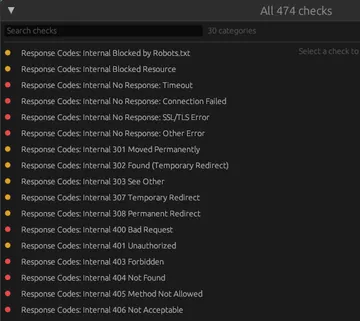 All 474 checks
Search checks
30 categories
Select a check to
Response Codes: Internal Blocked by Robots.txt
Response Codes: Internal Blocked Resource
Response Codes: Internal No Response: Timeout
Response Codes: Internal No Response: Connection Failed
Response Codes: Internal No Response: SSL/TLS Error
Response Codes: Internal No Response: Other Error
Response Codes: Internal 301 Moved Permanently
Response Codes: Internal 302 Found (Temporary Redirect)
Response Codes: Internal 303 See Other
Response Codes: Internal 307 Temporary Redirect
Response Codes: Internal 308 Permanent Redirect
Response Codes: Internal 400 Bad Request
Response Codes: Internal 401 Unauthorized
Response Codes: Internal 403 Forbidden
Response Codes: Internal 404 Not Found
Response Codes: Internal 405 Method Not Allowed
Response Codes: Internal 406 Not Acceptable